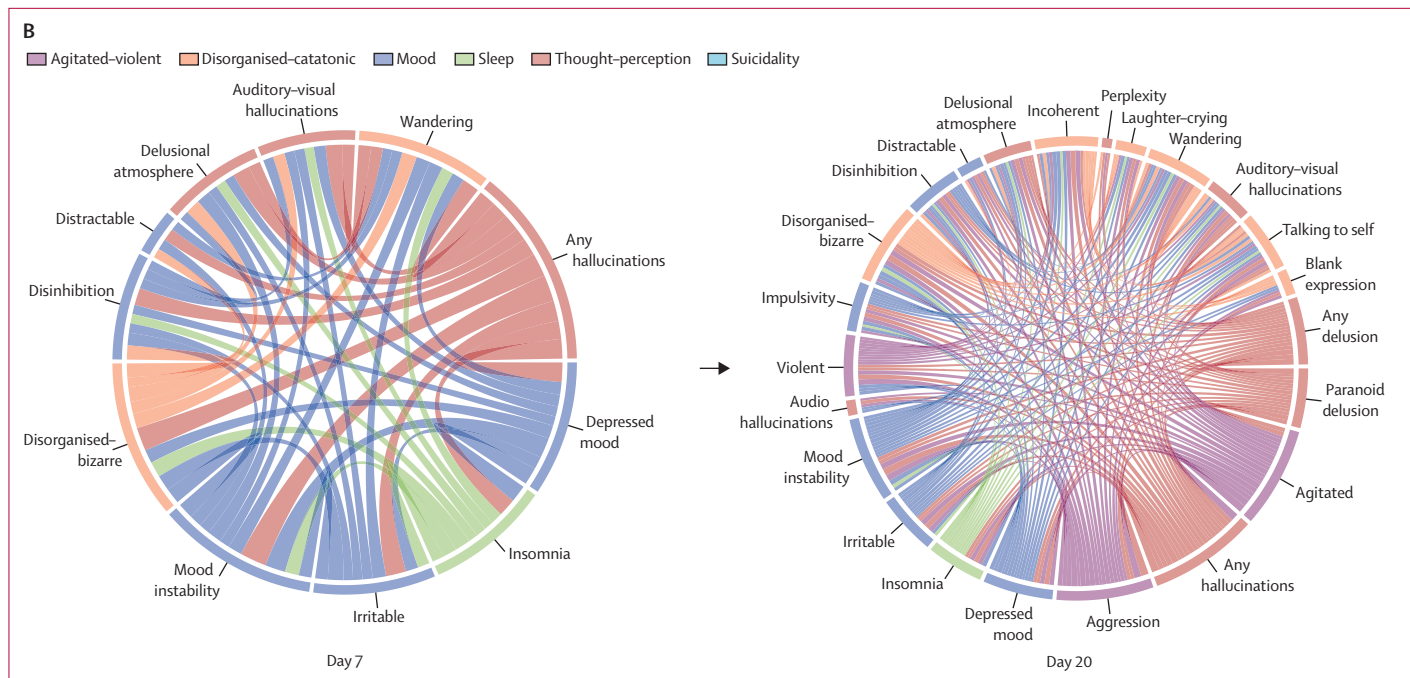 B
Agitated–violent
Disorganised–catatonic
Mood
Sleep
Thought–perception
Suicidality
Auditory–visual
hallucinations
Wandering
Delusional
atmosphere
Distractable
Any
hallucinations
Disinhibition
Depressed
mood
Disorganised–
bizarre
Insomnia
Mood
instability
Irritable
Day 7
Perplexity
Delusional
atmosphere
Incoherent
Laughter–crying
Wandering
Distractable
Disinhibition
Auditory–visual
hallucinations
Disorganised–
bizarre
Talking to self
Blank
expression
Impulsivity
Any
delusion
Violent
Paranoid
delusion
Audio
hallucinations
Mood
instability
Agitated
Irritable
Any
hallucinations
Insomnia
Depressed
mood
Aggression
Day 20